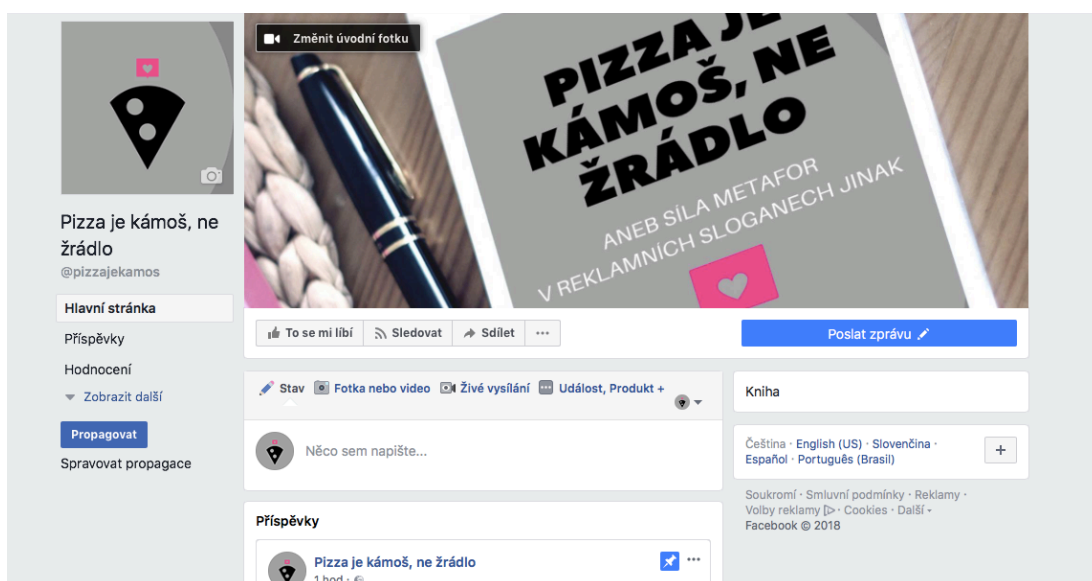 Změnit úvodní fotku
PIZZA JE
KÁMOŠ, NE
ŽRÁDLO
ANEB SÍLA METAFOR
V REKLAMNÍCH SLOGANECH JINAK
Pizza je kámoš, ne
žrádlo
@pizzajekamos
Hlavní stránka
Příspěvky
Hodnocení
Zobrazit další
Propagovat
Spravovat propagace
To se mi líbí
Sledovat
Sdílet
Poslat zprávu
Stav
Fotka nebo video
Živé vysílání
Událost, Produkt +
Něco sem napište...
Příspěvky
Pizza je kámoš, ne žrádlo
1 hod ·
Kniha
Čeština · English (US) · Slovenčina ·
Español · Português (Brasil)
Soukromí · Smluvní podmínky · Reklamy ·
Volby reklamy · Cookies · Další
Facebook © 2018